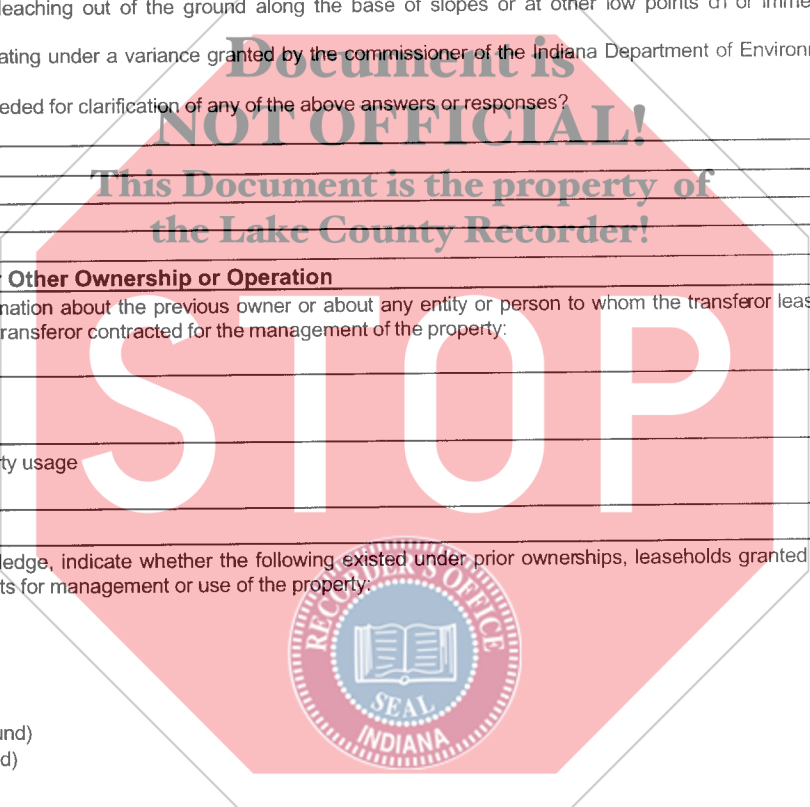 leaching out of the ground along the base of slopes or at other low points or imme
ating under a variance granted by the commissioner of the Indiana Department of Environ
Document is
eded for clarification of any of the above answers or responses?
NOT OFFICIAL!
This Document is the property of
the Lake County Recorder!
Other Ownership or Operation
mation about the previous owner or about any entity or person to whom the transferor leas
ransferor contracted for the management of the property:
STOP
ty usage
ledge, indicate whether the following existed under prior ownerships, leaseholds granted
ts for management or use of the property:
RECORDER'S OFFICE
SEAL
INDIANA
und)
d)